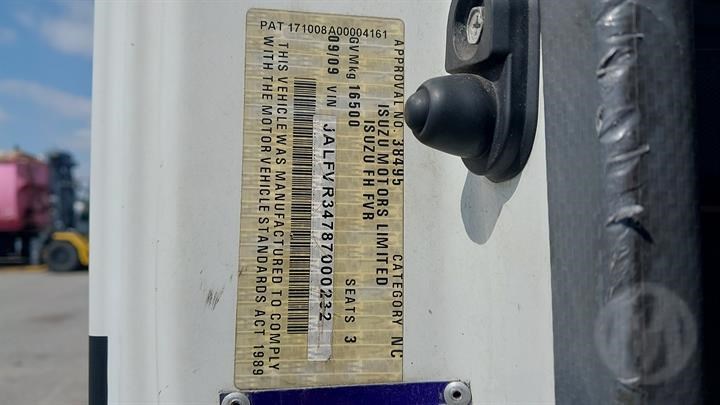 PAT 171008A00004161
APPROVAL NO. 38495 CATEGORY NC
ISUZU MOTORS LIMITED
ISUZU FH FVR
GVMkg 16500 SEATS 3
09/09 VIN JALFVR34787000232
THIS VEHICLE WAS MANUFACTURED TO COMPLY
WITH THE MOTOR VEHICLE STANDARDS ACT 1989